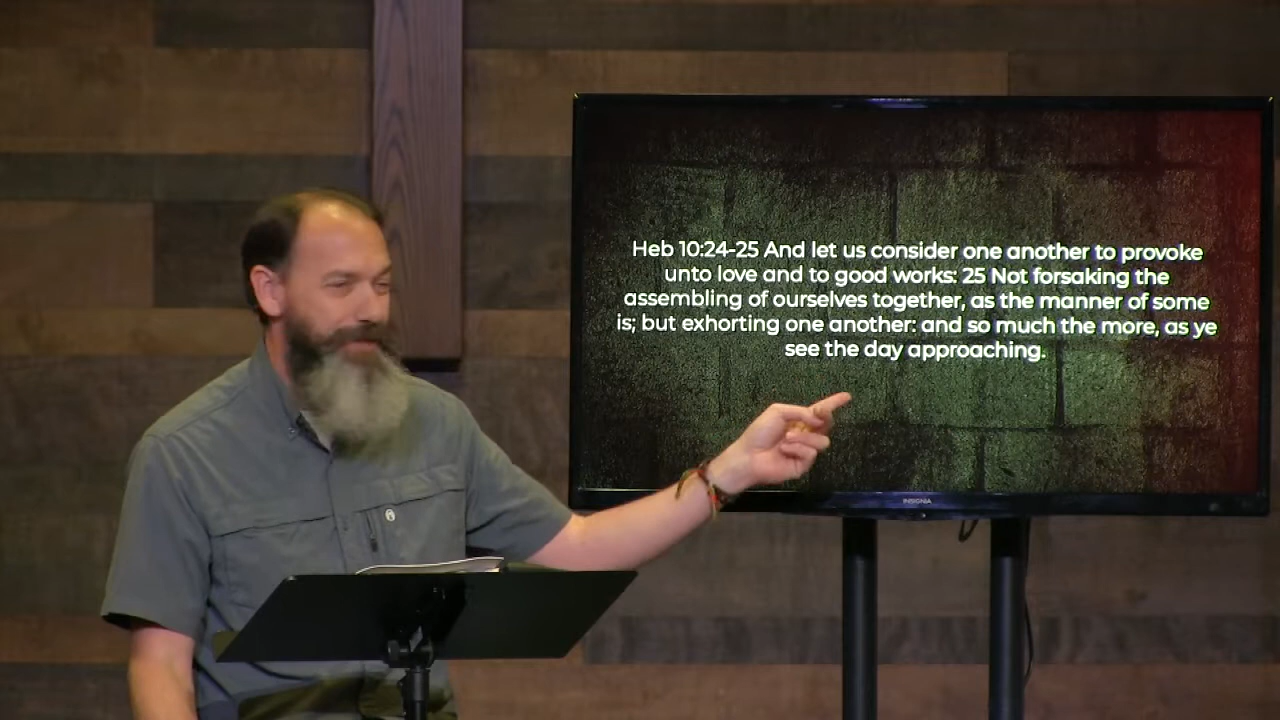 Heb 10:24-25 And let us consider one another to provoke
unto love and to good works: 25 Not forsaking the
assembling of ourselves together, as the manner of some
is; but exhorting one another: and so much the more, as ye
see the day approaching.
INSIGNIA